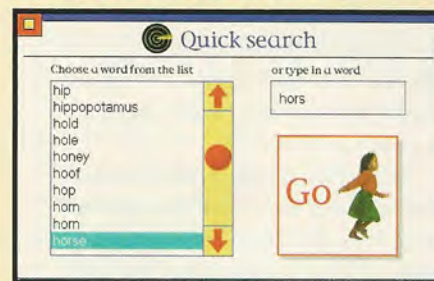 Quick search
Choose a word from the list
or type in a word
hip
hippopotamus
hold
hole
honey
hoof
hop
horn
horn
horse
hors
Go